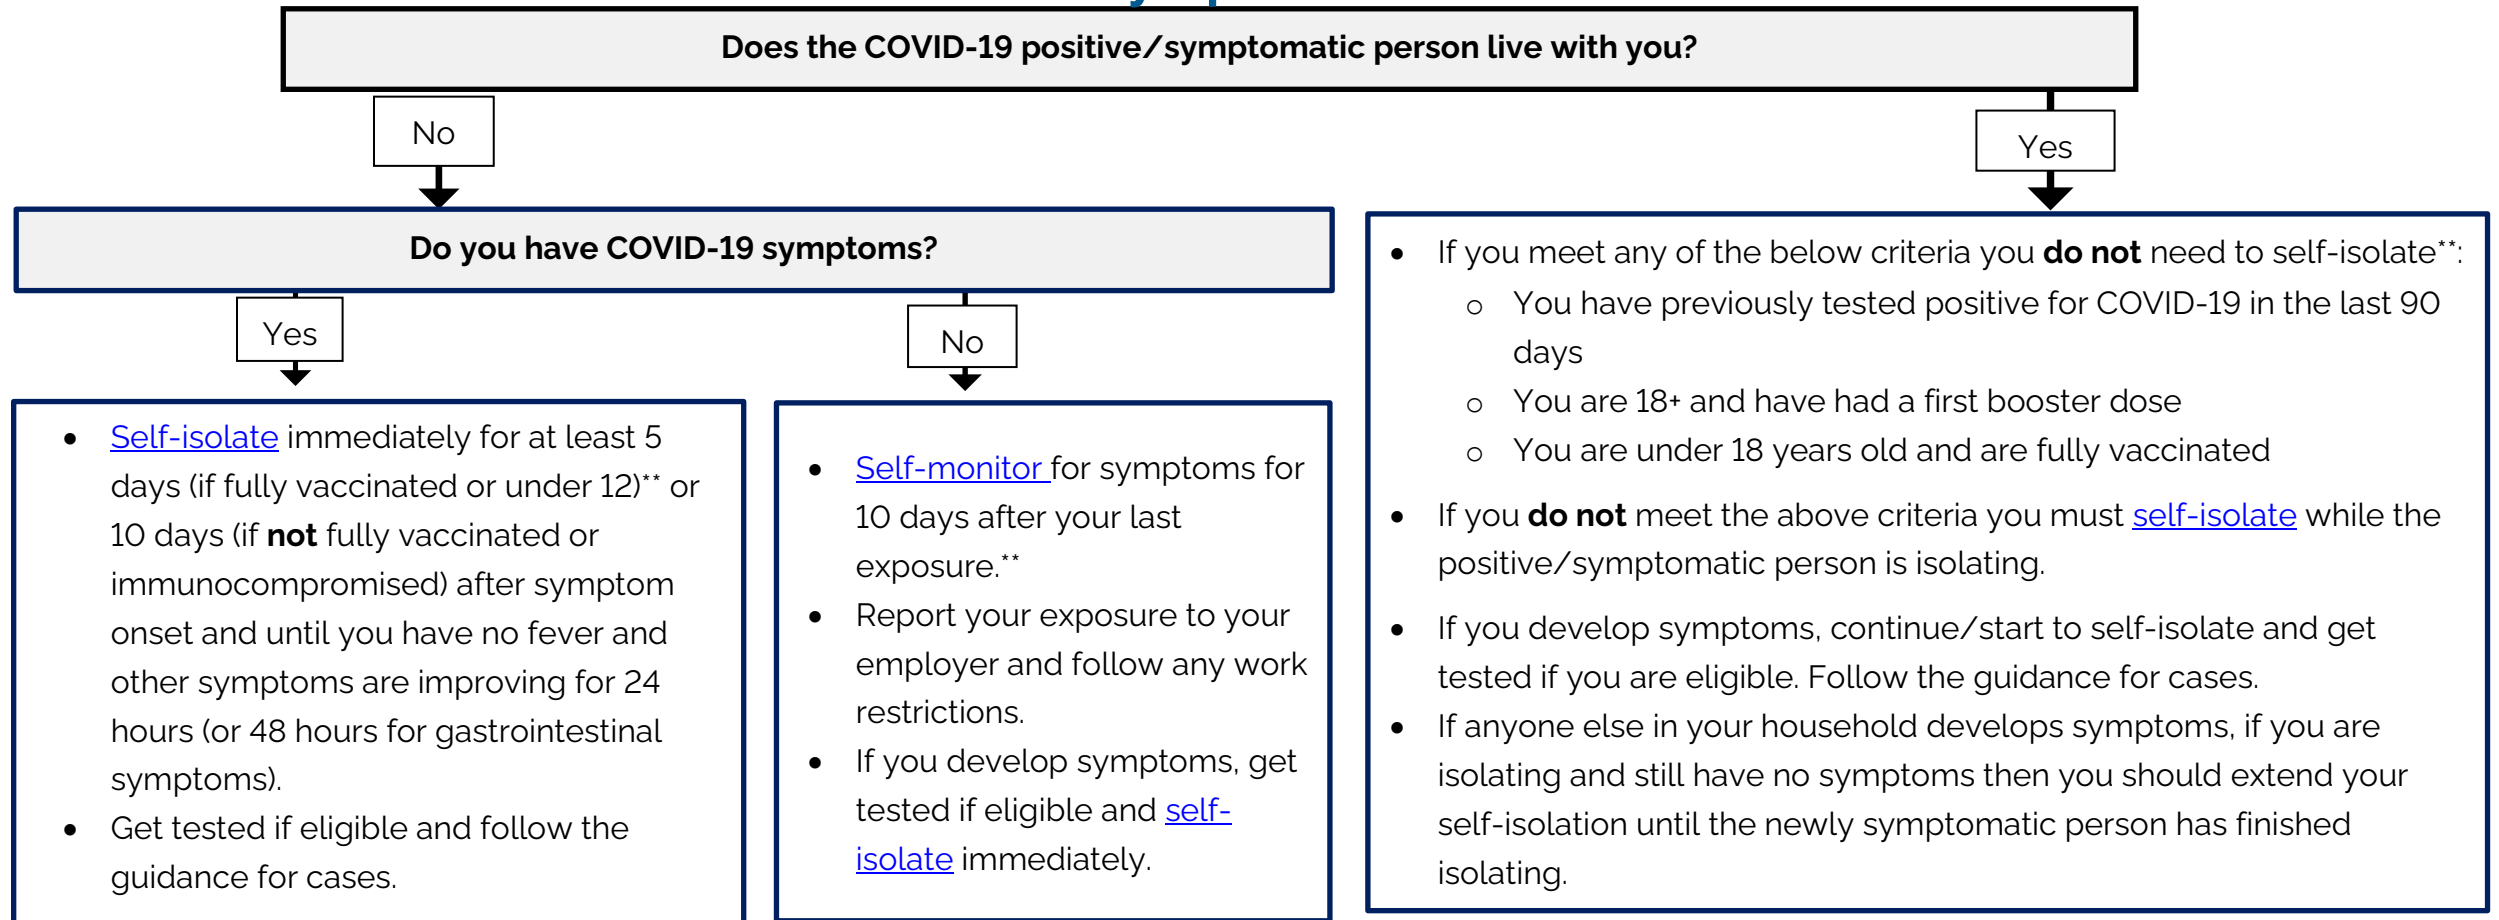 Does the COVID-19 positive/symptomatic person live with you?
No
Yes
Do you have COVID-19 symptoms?
Yes
No
• Self-isolate immediately for at least 5
days (if fully vaccinated or under 12)** or
10 days (if not fully vaccinated or
immunocompromised) after symptom
onset and until you have no fever and
other symptoms are improving for 24
hours (or 48 hours for gastrointestinal
symptoms).
• Get tested if eligible and follow the
guidance for cases.
• Self-monitor for symptoms for
10 days after your last
exposure.**
• Report your exposure to your
employer and follow any work
restrictions.
• If you develop symptoms, get
tested if eligible and self-
isolate immediately.
• If you meet any of the below criteria you do not need to self-isolate**:
o You have previously tested positive for COVID-19 in the last 90
days
o You are 18+ and have had a first booster dose
o You are under 18 years old and are fully vaccinated
• If you do not meet the above criteria you must self-isolate while the
positive/symptomatic person is isolating.
• If you develop symptoms, continue/start to self-isolate and get
tested if you are eligible. Follow the guidance for cases.
• If anyone else in your household develops symptoms, if you are
isolating and still have no symptoms then you should extend your
self-isolation until the newly symptomatic person has finished
isolating.